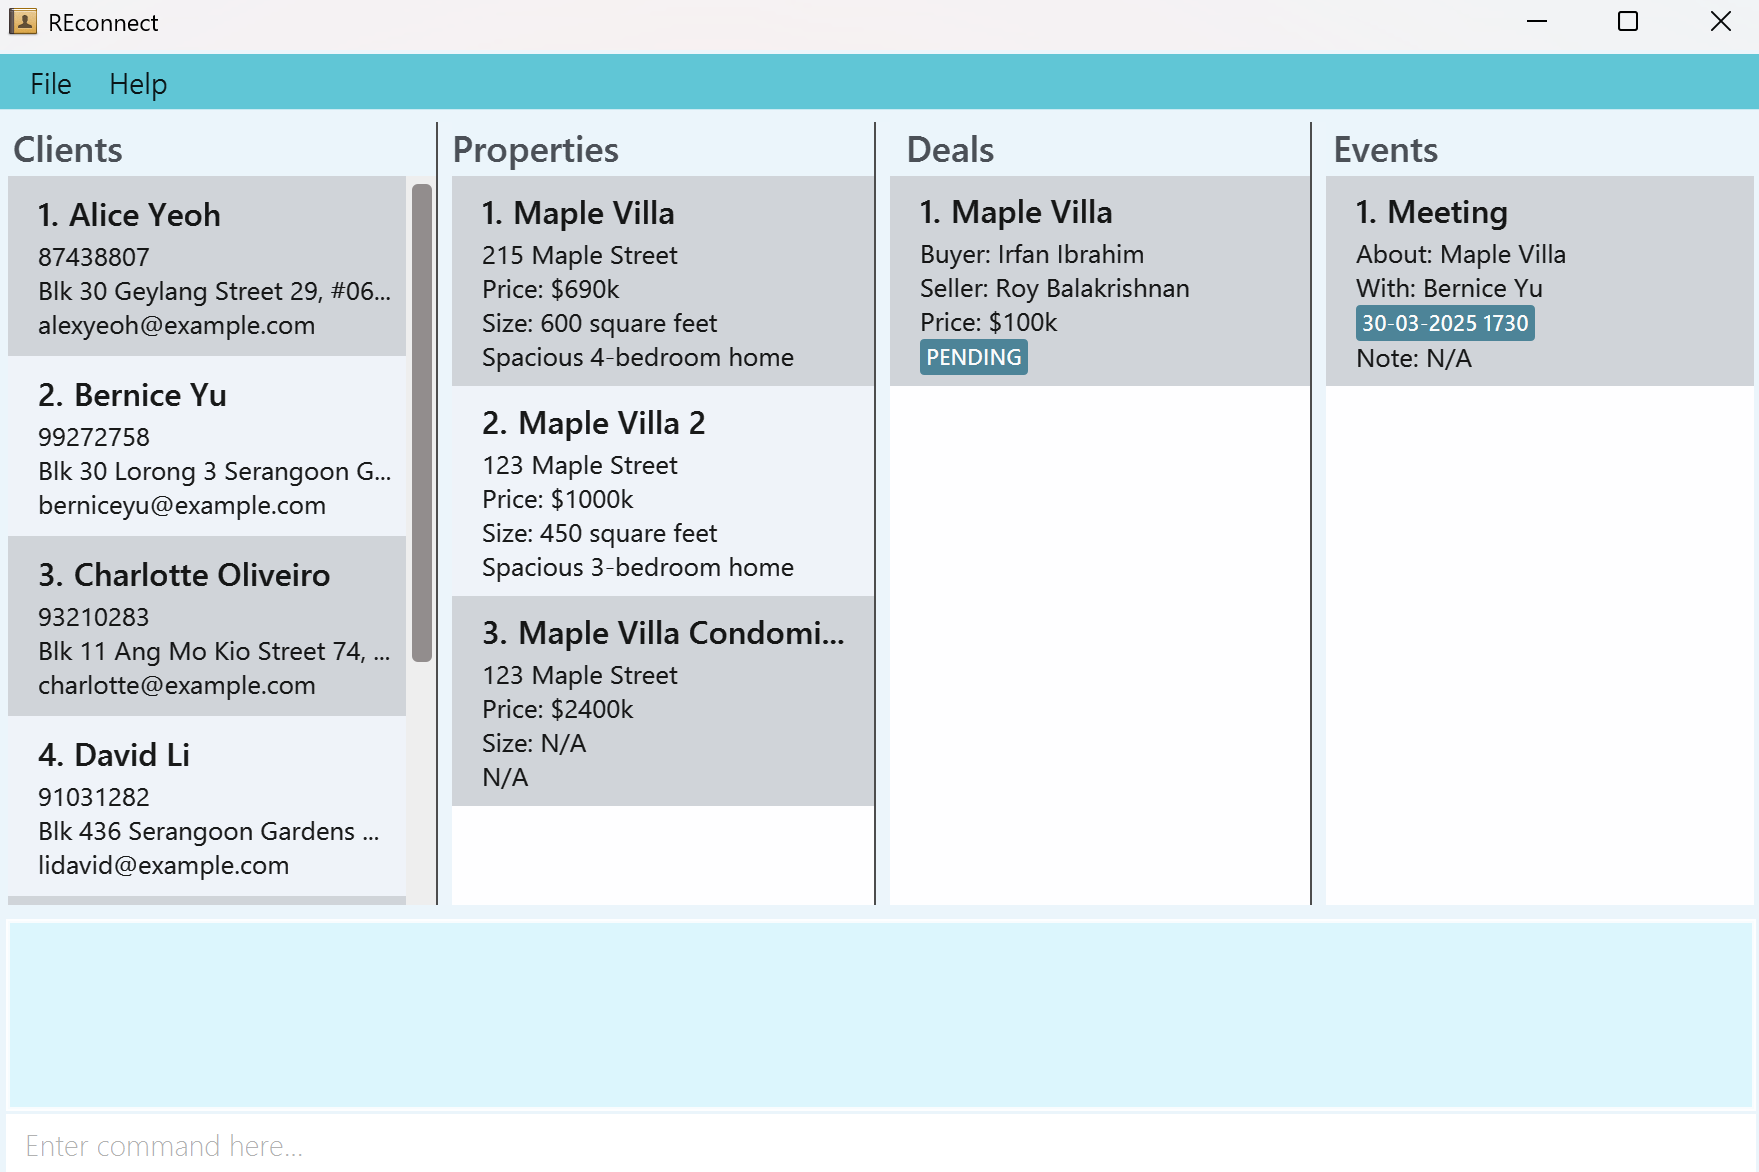 REconnect
File
Help
Clients
1. Alice Yeoh
87438807
Blk 30 Geylang Street 29, #06...
alexyeoh@example.com
2. Bernice Yu
99272758
Blk 30 Lorong 3 Serangoon G...
berniceyu@example.com
3. Charlotte Oliveiro
93210283
Blk 11 Ang Mo Kio Street 74, ...
charlotte@example.com
4. David Li
91031282
Blk 436 Serangoon Gardens ...
lidavid@example.com
Properties
1. Maple Villa
215 Maple Street
Price: $690k
Size: 600 square feet
Spacious 4-bedroom home
2. Maple Villa 2
123 Maple Street
Price: $1000k
Size: 450 square feet
Spacious 3-bedroom home
3. Maple Villa Condomi...
123 Maple Street
Price: $2400k
Size: N/A
N/A
Deals
1. Maple Villa
Buyer: Irfan Ibrahim
Seller: Roy Balakrishnan
Price: $100k
PENDING
Events
1. Meeting
About: Maple Villa
With: Bernice Yu
30-03-2025 1730
Note: N/A
Enter command here...